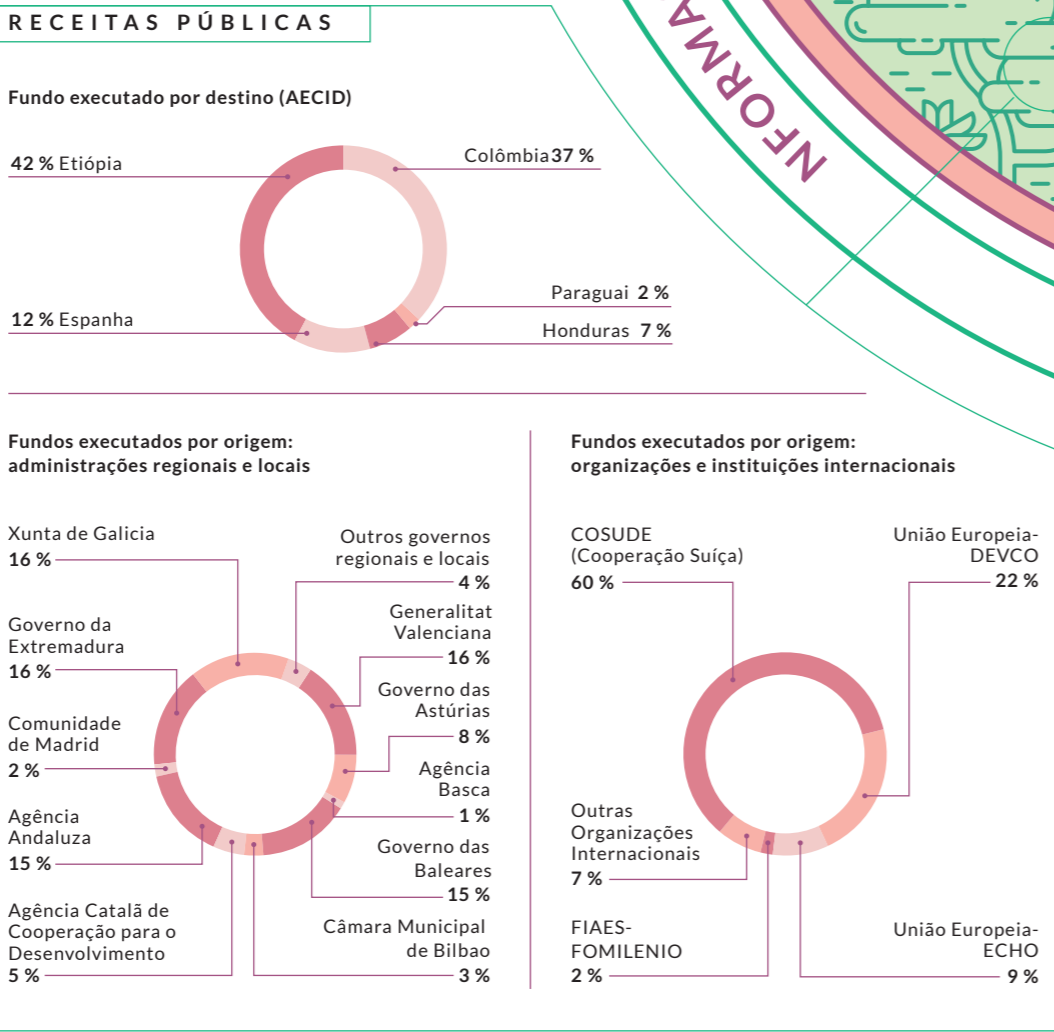 RECEITAS PÚBLICAS
NFORMA
Fundo executado por destino (AECID)
42 % Etiópia
Colômbia 37 %
Paraguai 2 %
12 % Espanha
Honduras 7 %
Fundos executados por origem:
administrações regionais e locais
Xunta de Galicia
16 %
Outros governos
regionais e locais
4 %
Governo da
Extremadura
16 %
Generalitat
Valenciana
16 %
Comunidade
de Madrid
2 %
Governo das
Astúrias
8 %
Agência
Basca
1 %
Agência
Andaluza
15 %
Governo das
Baleares
15 %
Agência Catalã de
Cooperação para o
Desenvolvimento
5 %
Câmara Municipal
de Bilbao
3 %
Fundos executados por origem:
organizações e instituições internacionais
COSUDE
(Cooperação Suíça)
60 %
União Europeia-
DEVCO
22 %
Outras
Organizações
Internacionais
7 %
FIAES-
FOMILENIO
2 %
União Europeia-
ECHO
9 %